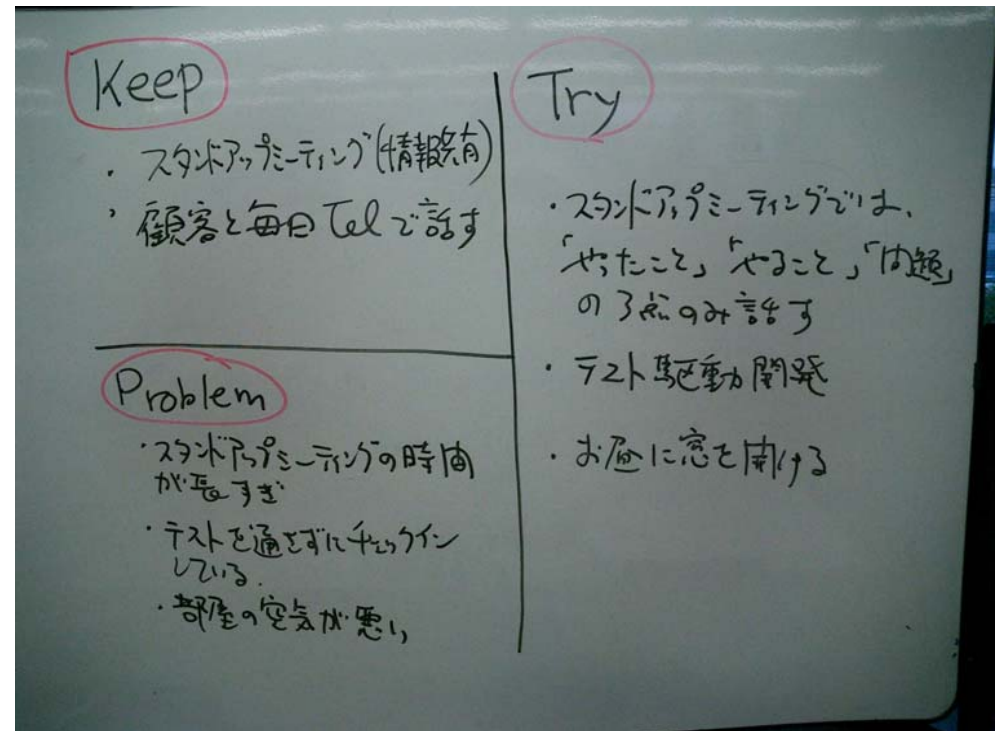 Keep
・スタンドアップミーティング(情報共有)
・顧客と毎日Telで話す
Problem
・スタンドアップミーティングの時間
が長すぎ
・テストを通さずにチェックイン
している.
・部屋の空気が悪い
Try
・スタンドアップミーティングでは、
「やったこと」「やること」「問題」
の3点のみ話す
・テスト駆動開発
・お昼に窓を開ける